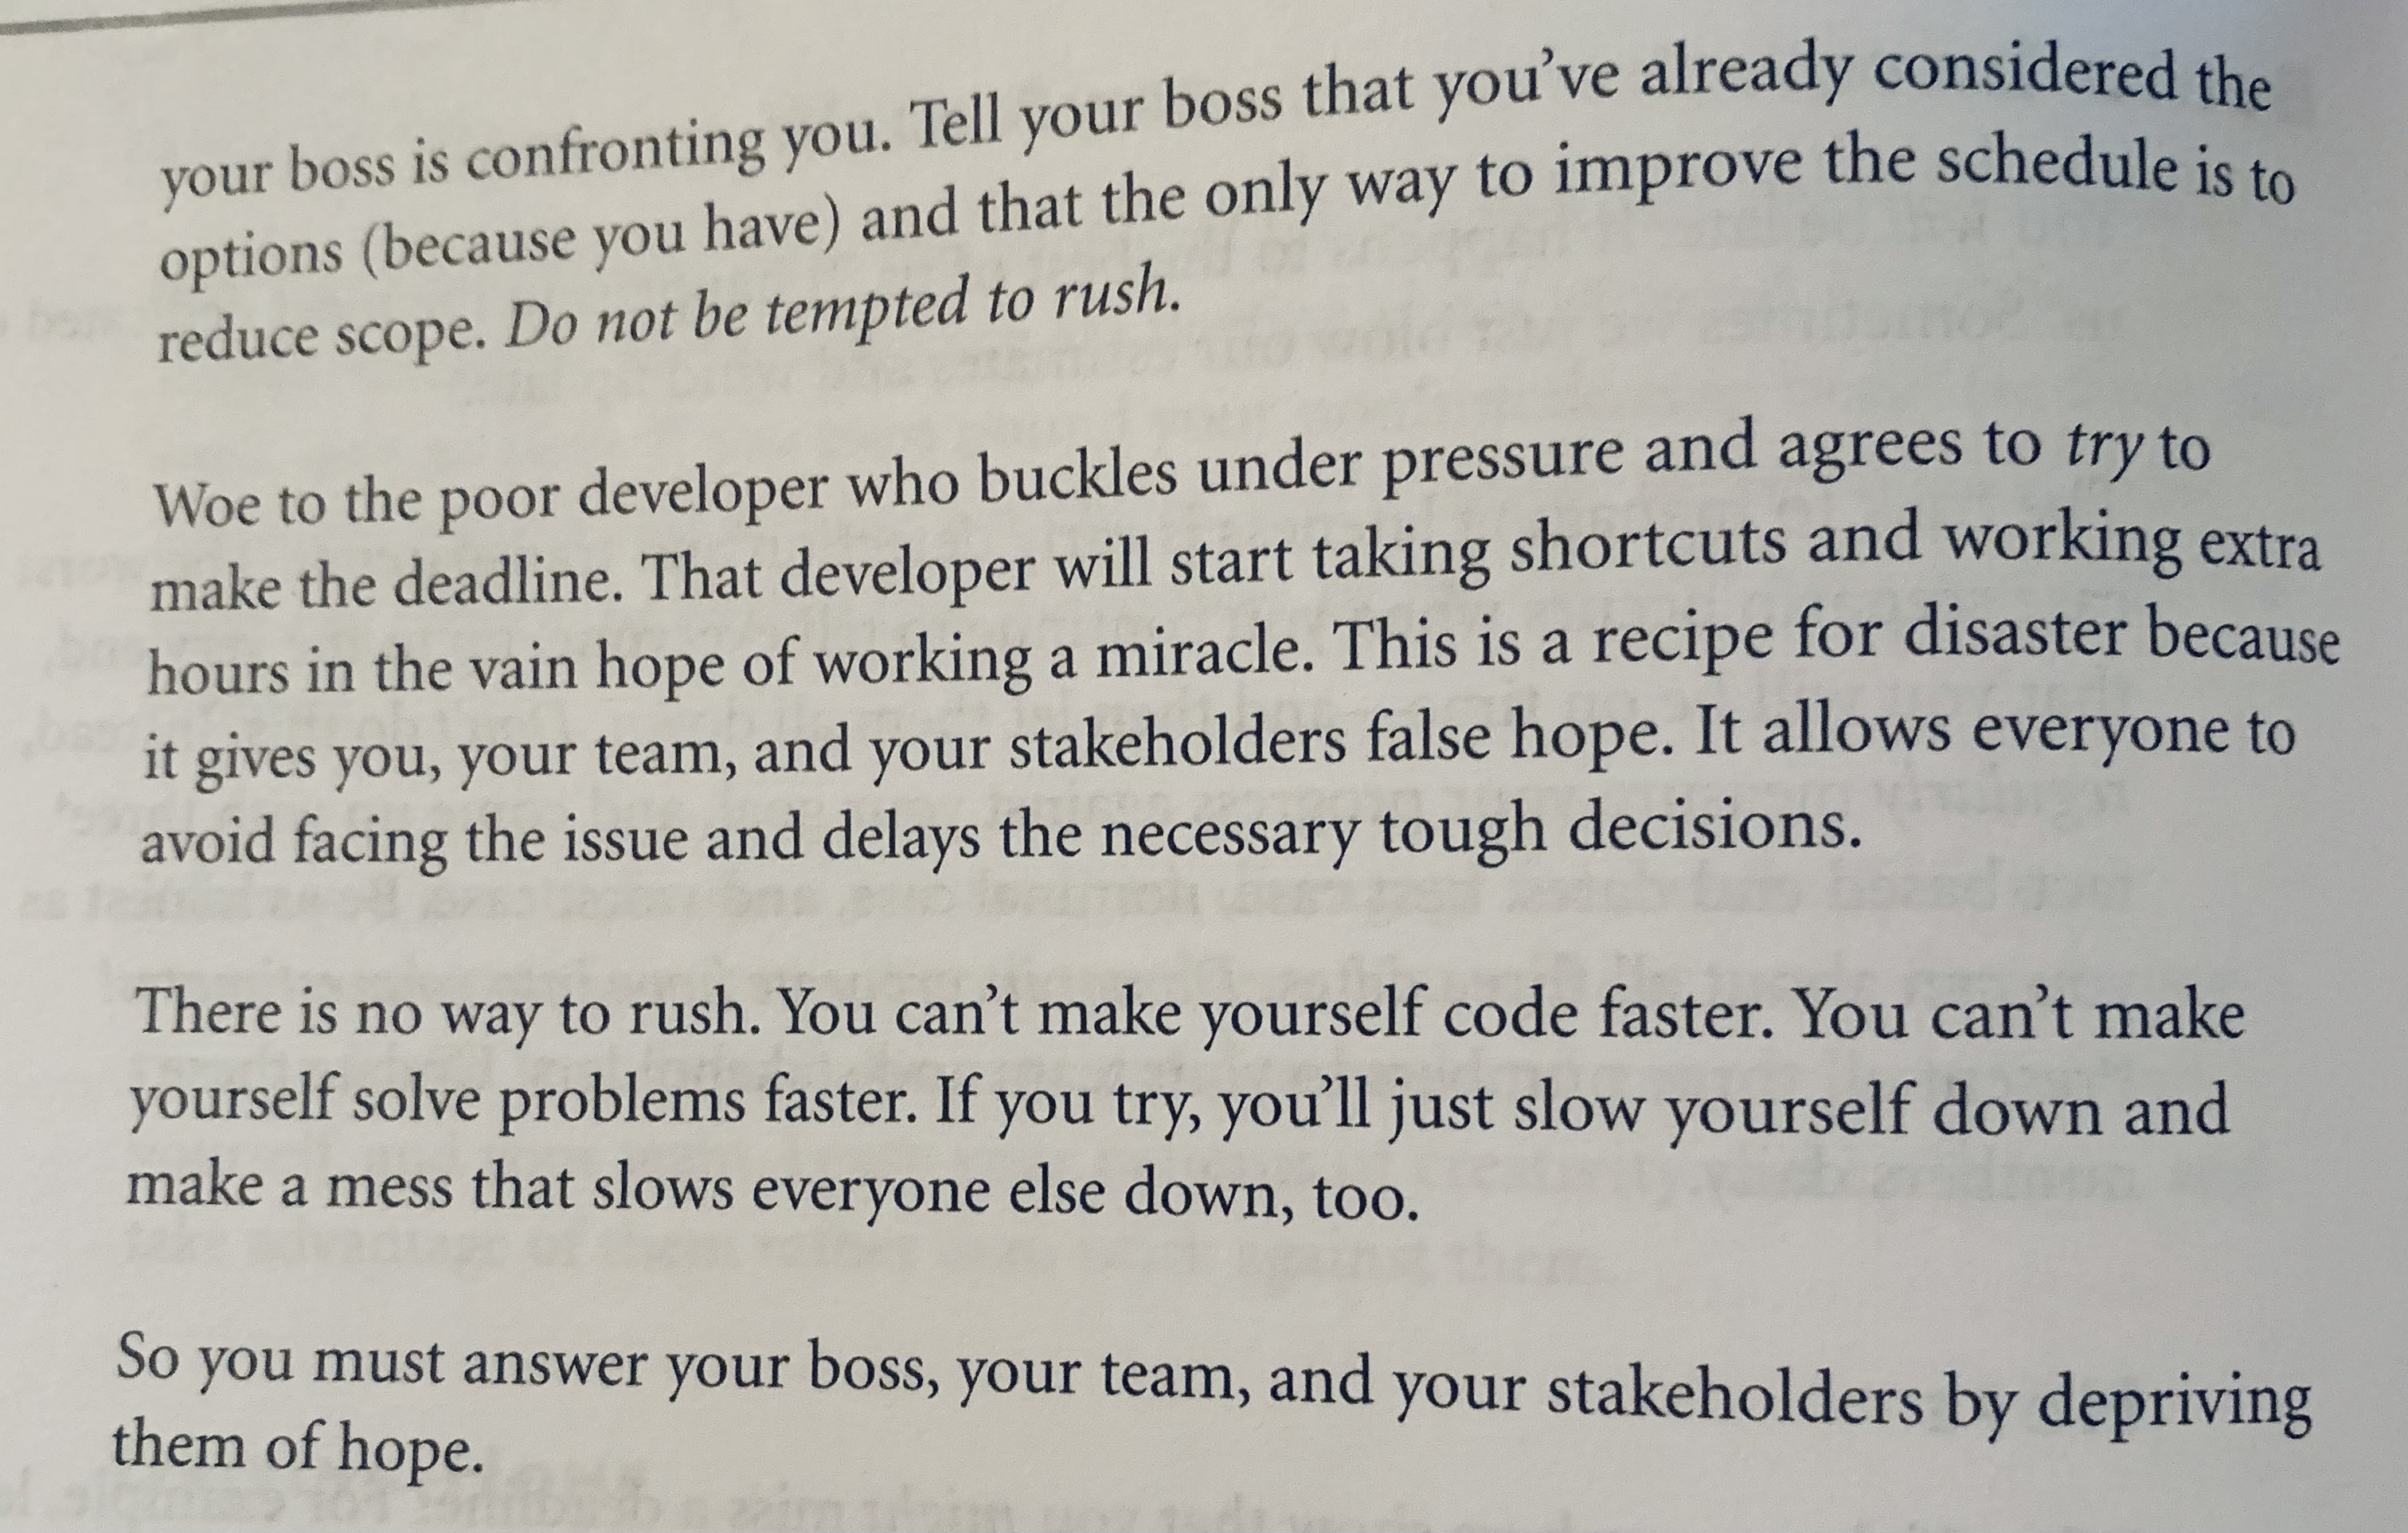 your boss is confronting you. Tell your boss that you've already considered the
options (because you have) and that the only way to improve the schedule is to
reduce scope. Do not be tempted to rush.
Woe to the poor developer who buckles under pressure and agrees to try to
make the deadline. That developer will start taking shortcuts and working extra
hours in the vain hope of working a miracle. This is a recipe for disaster because
it gives you, your team, and your stakeholders false hope. It allows everyone to
avoid facing the issue and delays the necessary tough decisions.
There is no way to rush. You can't make yourself code faster. You can't make
yourself solve problems faster. If you try, you'll just slow yourself down and
make a mess that slows everyone else down, too.
So you must answer your boss, your team, and your stakeholders by depriving
them of hope.